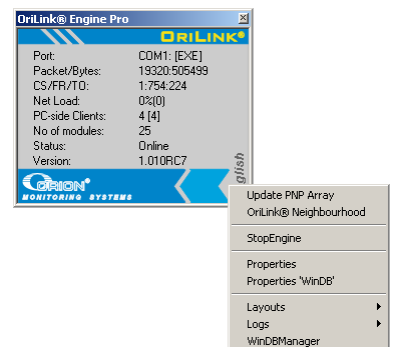 OriLink® Engine Pro
ORILINK®
Port: COM1: [EXE]
Packet/Bytes: 19320:505499
CS/FR/TO: 1:754:224
Net Load: 0%(0)
PC-side Clients: 4 [4]
No of modules: 25
Status: Online
Version: 1.010RC7
ORION®
MONITORING SYSTEMS
glish
Update PNP Array
OriLink® Neighbourhood
StopEngine
Properties
Properties 'WinDB'
Layouts
Logs
WinDBManager